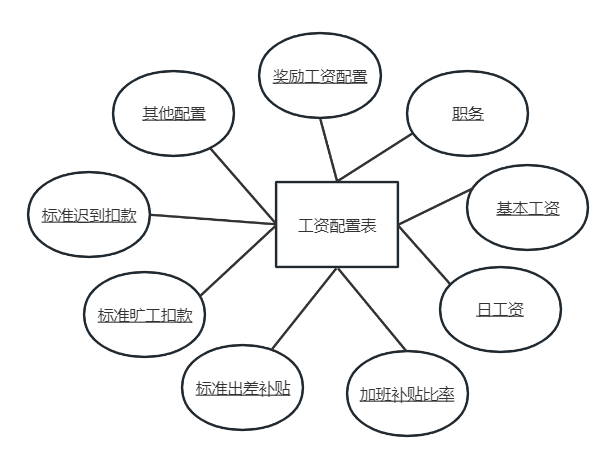 奖励工资配置
其他配置
职务
标准迟到扣款
基本工资
工资配置表
标准旷工扣款
日工资
标准出差补贴
加班补贴比率